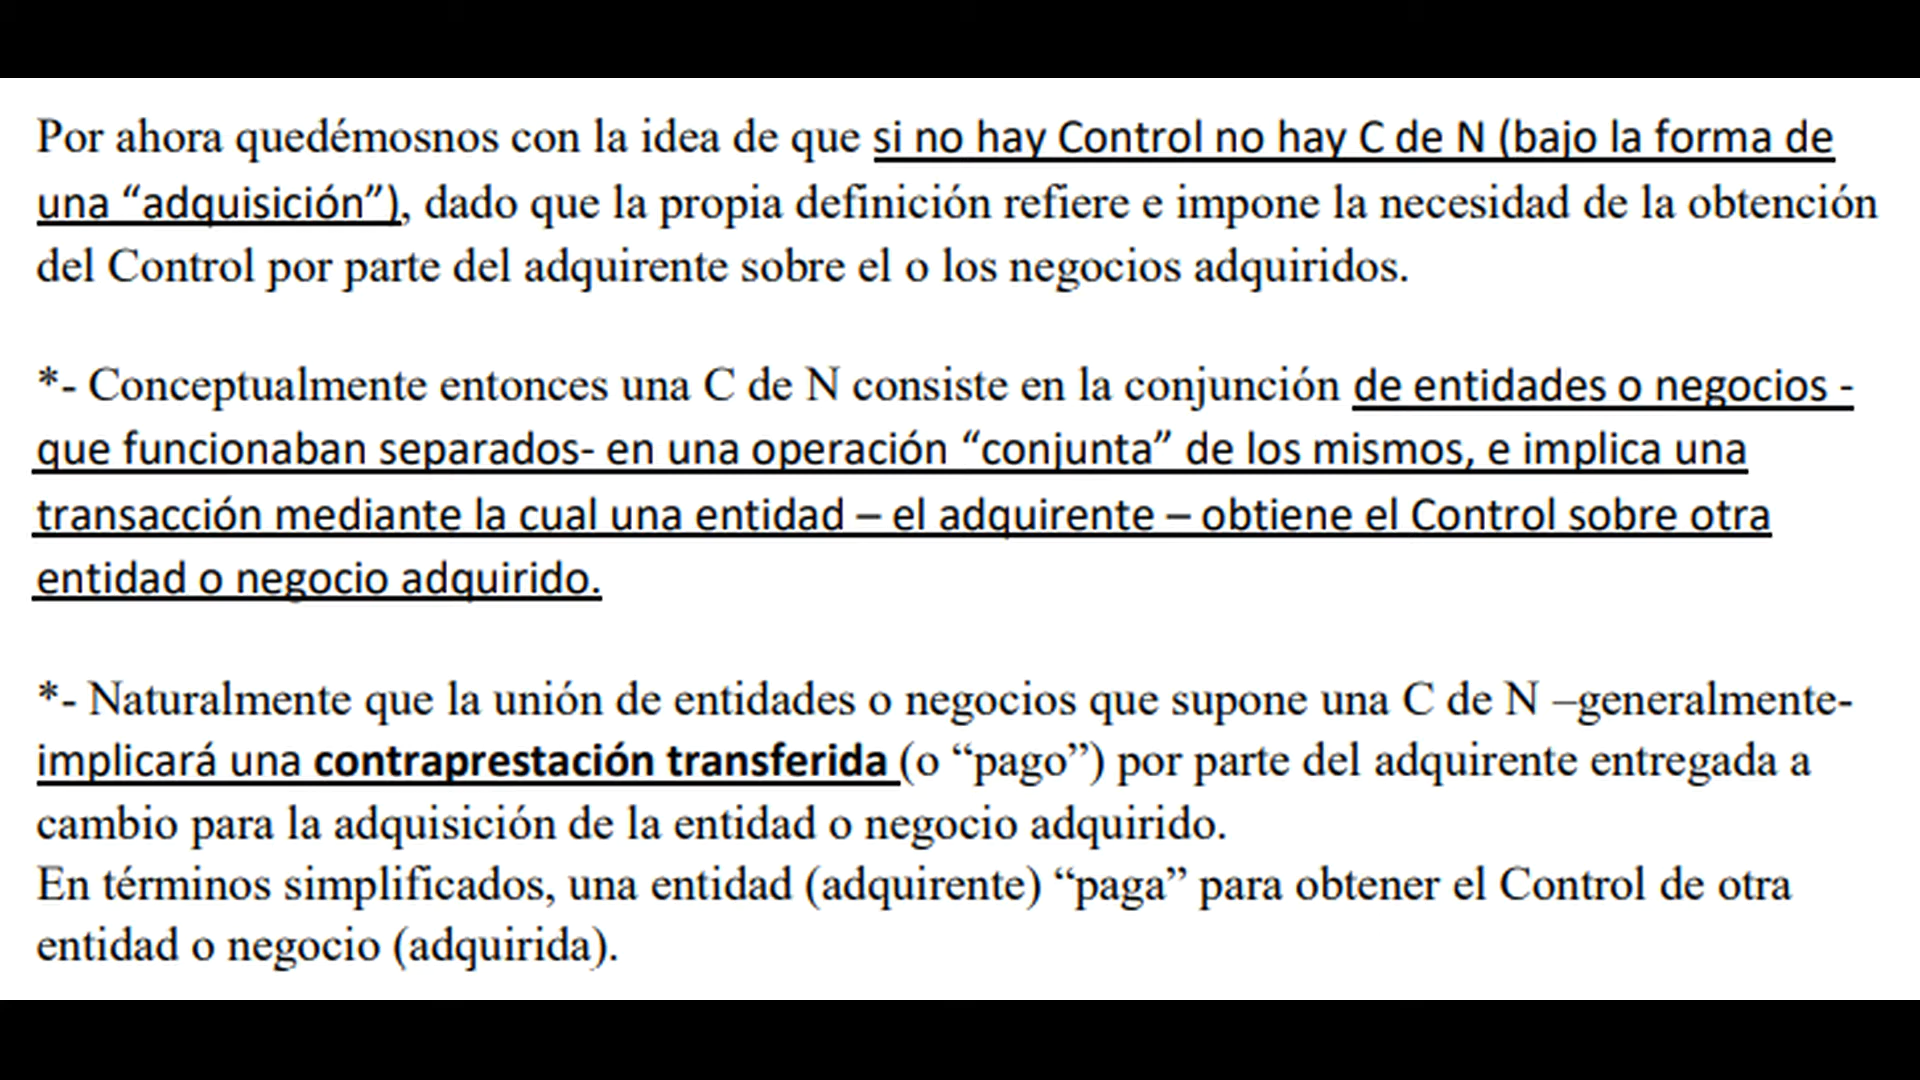 Por ahora quedémosnos con la idea de que si no hay Control no hay C de N (bajo la forma de
una “adquisición”), dado que la propia definición refiere e impone la necesidad de la obtención
del Control por parte del adquirente sobre el o los negocios adquiridos.
*- Conceptualmente entonces una C de N consiste en la conjunción de entidades o negocios -
que funcionaban separados- en una operación “conjunta” de los mismos, e implica una
transacción mediante la cual una entidad – el adquirente – obtiene el Control sobre otra
entidad o negocio adquirido.
*- Naturalmente que la unión de entidades o negocios que supone una C de N –generalmente-
implicará una contraprestación transferida (o “pago”) por parte del adquirente entregada a
cambio para la adquisición de la entidad o negocio adquirido.
En términos simplificados, una entidad (adquirente) “paga” para obtener el Control de otra
entidad o negocio (adquirida).